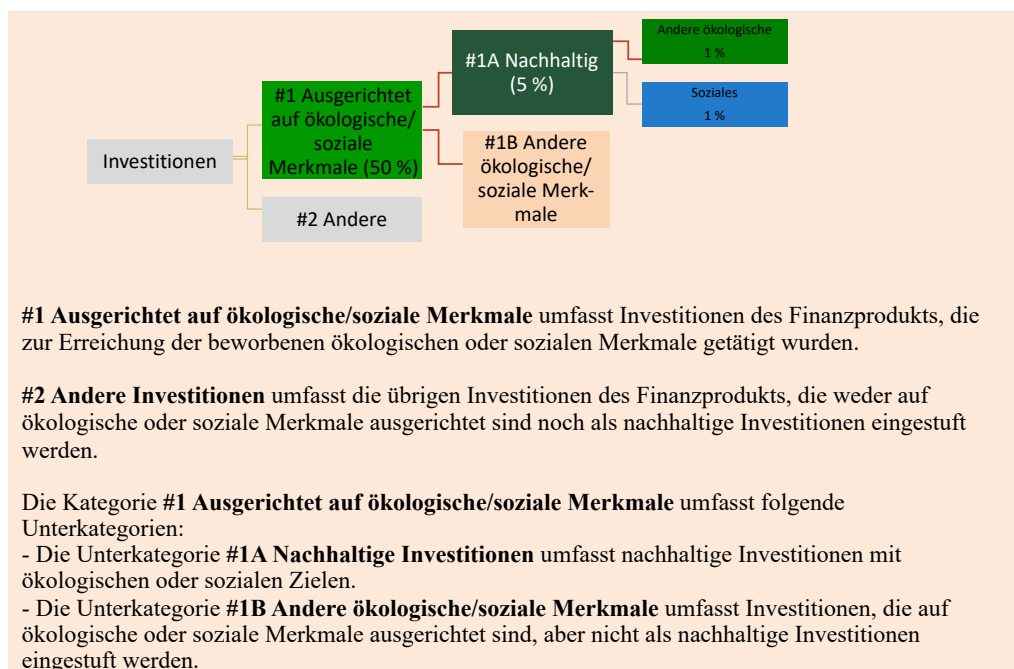 Andere ökologische
1 %
#1A Nachhaltig
(5 %)
Soziales
1 %
#1 Ausgerichtet
auf ökologische/
soziale
Merkmale (50 %)
#1B Andere
ökologische/
soziale Merk-
male
Investitionen
#2 Andere
#1 Ausgerichtet auf ökologische/soziale Merkmale umfasst Investitionen des Finanzprodukts, die
zur Erreichung der beworbenen ökologischen oder sozialen Merkmale getätigt wurden.
#2 Andere Investitionen umfasst die übrigen Investitionen des Finanzprodukts, die weder auf
ökologische oder soziale Merkmale ausgerichtet sind noch als nachhaltige Investitionen eingestuft
werden.
Die Kategorie #1 Ausgerichtet auf ökologische/soziale Merkmale umfasst folgende
Unterkategorien:
- Die Unterkategorie #1A Nachhaltige Investitionen umfasst nachhaltige Investitionen mit
ökologischen oder sozialen Zielen.
- Die Unterkategorie #1B Andere ökologische/soziale Merkmale umfasst Investitionen, die auf
ökologische oder soziale Merkmale ausgerichtet sind, aber nicht als nachhaltige Investitionen
eingestuft werden.